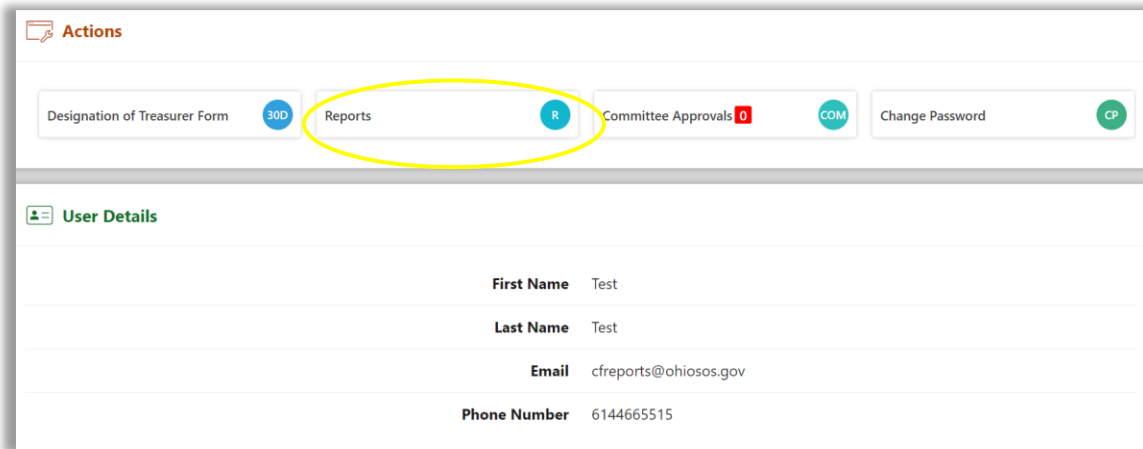 Actions
Designation of Treasurer Form 30D Reports R Committee Approvals 0 COM Change Password CP
User Details
First Name Test
Last Name Test
Email cfreports@ohiosos.gov
Phone Number 6144665515